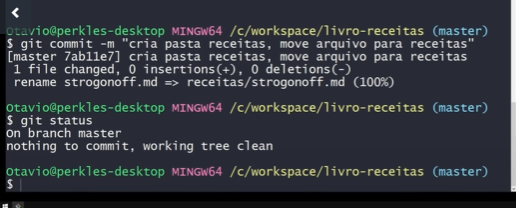 Otavio@perkles-desktop MINGW64 /c/workspace/livro-receitas (master)
$ git commit -m "cria pasta receitas, move arquivo para receitas"
[master 7ab11e7] cria pasta receitas, move arquivo para receitas
 1 file changed, 0 insertions(+), 0 deletions(-)
 rename strogonoff.md => receitas/strogonoff.md (100%)
Otavio@perkles-desktop MINGW64 /c/workspace/livro-receitas (master)
$ git status
On branch master
nothing to commit, working tree clean
Otavio@perkles-desktop MINGW64 /c/workspace/livro-receitas (master)
$